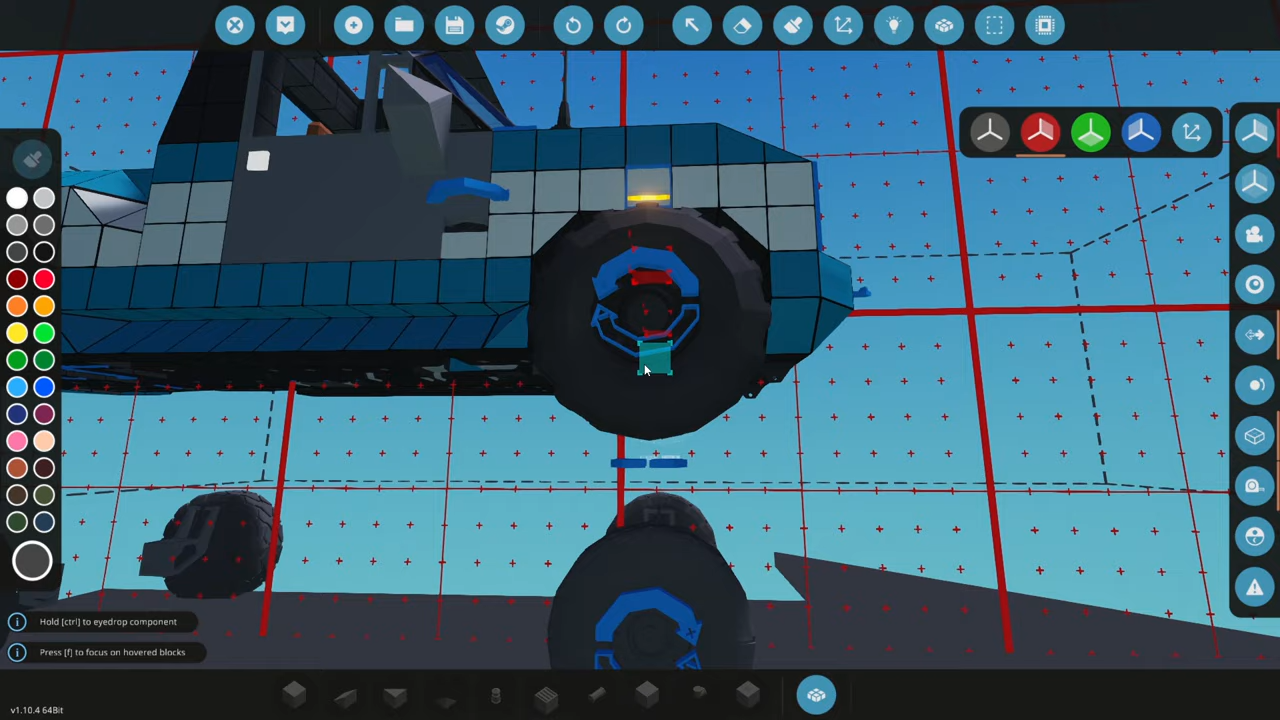 Hold [ctrl] to eyedrop component
Press [f] to focus on hovered blocks
v1.10.4 64Bit